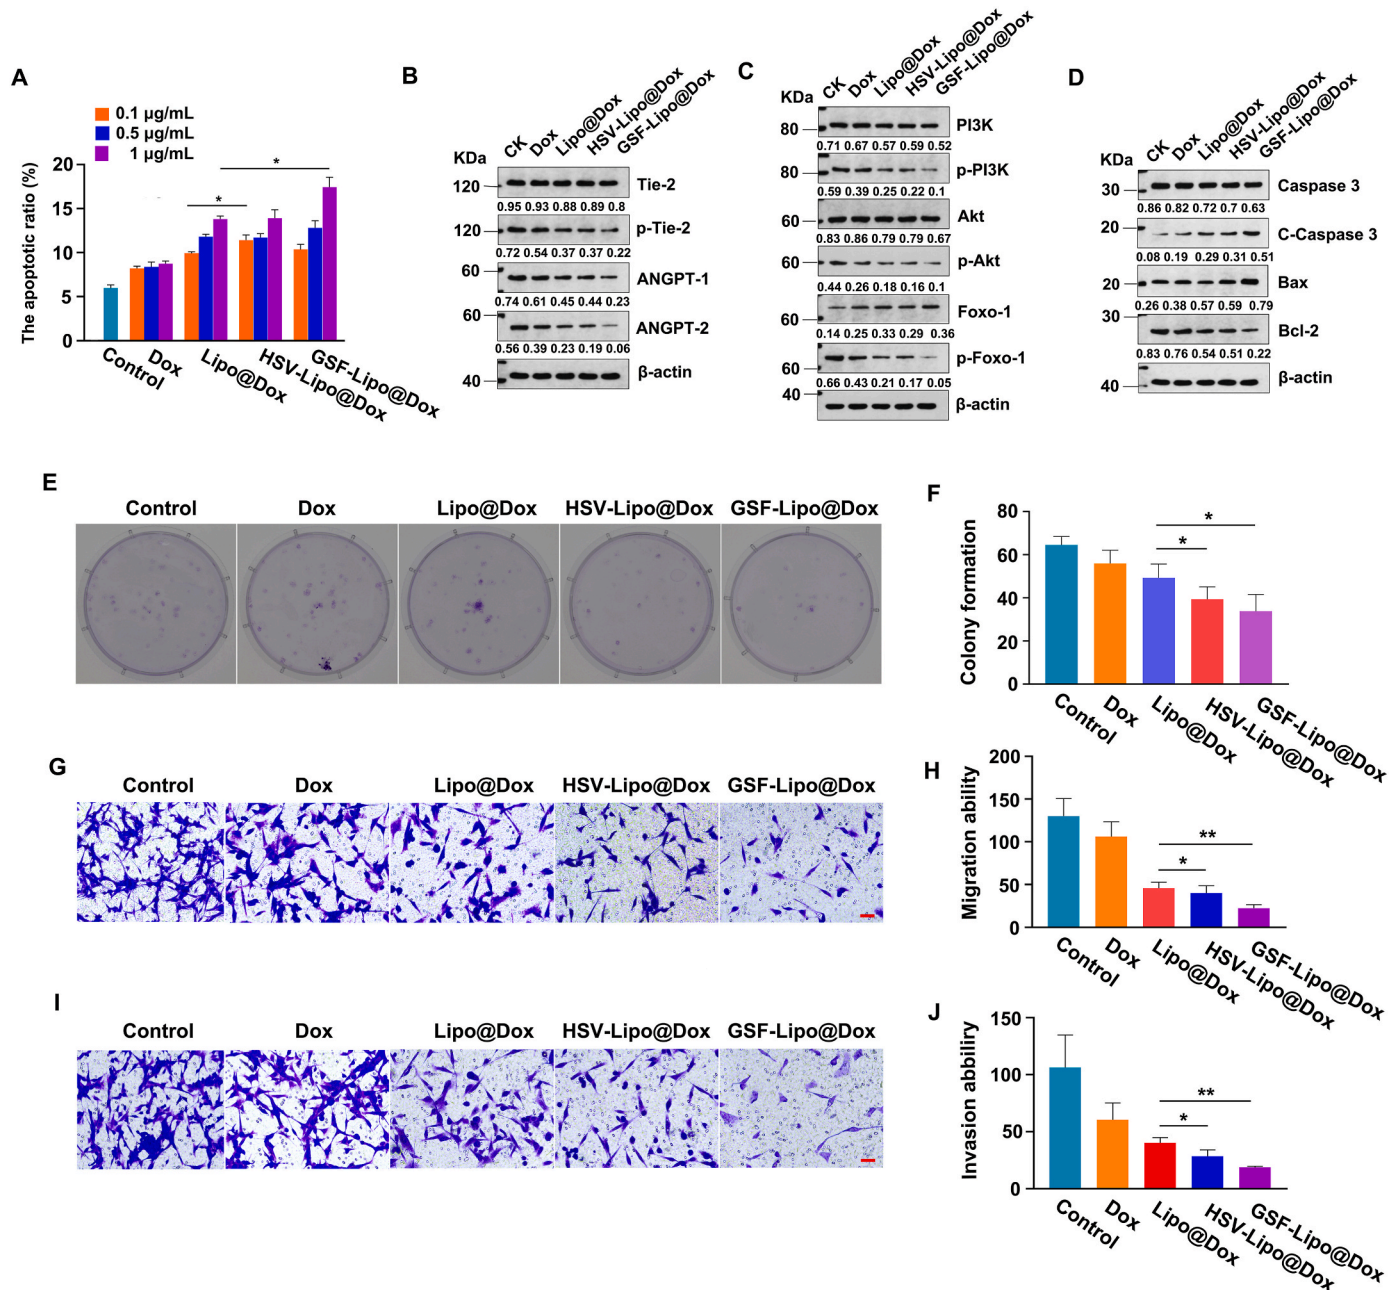 A
0.1 µg/mL
0.5 µg/mL
1 µg/mL
The apoptotic ratio (%)
20
15
10
5
0
*
*
Control
Dox
Lipo@Dox
HSV-Lipo@Dox
GSF-Lipo@Dox
B
KDa
CK
Dox
Lipo@Dox
HSV-Lipo@Dox
GSF-Lipo@Dox
120
Tie-2
0.95 0.93 0.88 0.89 0.8
120
p-Tie-2
0.72 0.54 0.37 0.37 0.22
60
ANGPT-1
0.74 0.61 0.45 0.44 0.23
60
ANGPT-2
0.56 0.39 0.23 0.19 0.06
40
β-actin
C
KDa
CK
Dox
Lipo@Dox
HSV-Lipo@Dox
GSF-Lipo@Dox
80
PI3K
0.71 0.67 0.57 0.59 0.52
80
p-PI3K
0.59 0.39 0.25 0.22 0.1
60
Akt
0.83 0.86 0.79 0.79 0.67
60
p-Akt
0.44 0.26 0.18 0.16 0.1
60
Foxo-1
0.14 0.25 0.33 0.29 0.36
60
p-Foxo-1
0.66 0.43 0.21 0.17 0.05
40
β-actin
D
KDa
CK
Dox
Lipo@Dox
HSV-Lipo@Dox
GSF-Lipo@Dox
30
Caspase 3
0.86 0.82 0.72 0.7 0.63
20
C-Caspase 3
0.08 0.19 0.29 0.31 0.51
20
Bax
0.26 0.38 0.57 0.59 0.79
30
Bcl-2
0.83 0.76 0.54 0.51 0.22
40
β-actin
E
Control Dox Lipo@Dox HSV-Lipo@Dox GSF-Lipo@Dox
F
Colony formation
80
60
40
20
0
*
*
Control
Dox
Lipo@Dox
HSV-Lipo@Dox
GSF-Lipo@Dox
G
Control Dox Lipo@Dox HSV-Lipo@Dox GSF-Lipo@Dox
H
Migration ability
200
150
100
50
0
**
*
Control
Dox
Lipo@Dox
HSV-Lipo@Dox
GSF-Lipo@Dox
I
Control Dox Lipo@Dox HSV-Lipo@Dox GSF-Lipo@Dox
J
Invasion abbiliry
150
100
50
0
**
*
Control
Dox
Lipo@Dox
HSV-Lipo@Dox
GSF-Lipo@Dox